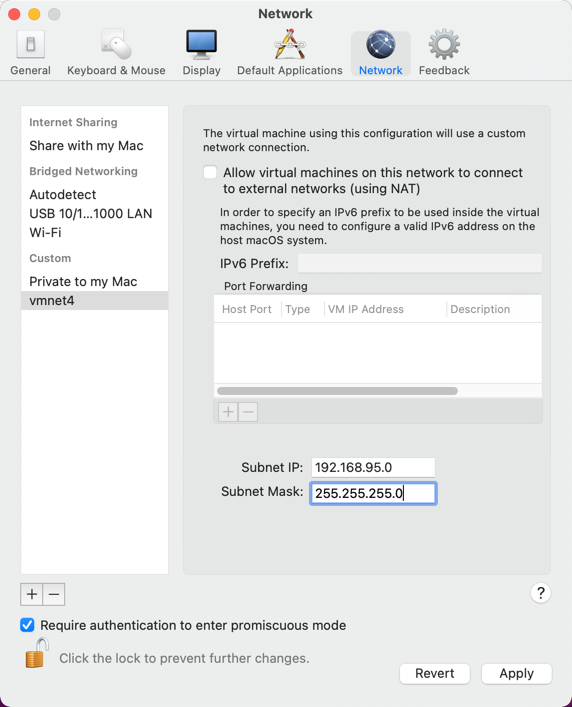 Network
General
Keyboard & Mouse
Display
Default Applications
Network
Feedback
Internet Sharing
Share with my Mac
Bridged Networking
Autodetect
USB 10/1...1000 LAN
Wi-Fi
Custom
Private to my Mac
vmnet4
The virtual machine using this configuration will use a custom
network connection.
Allow virtual machines on this network to connect
to external networks (using NAT)
In order to specify an IPv6 prefix to be used inside the virtual
machines, you need to configure a valid IPv6 address on the
host macOS system.
IPv6 Prefix:
Port Forwarding
Host Port Type VM IP Address Description
+ −
Subnet IP: 192.168.95.0
Subnet Mask: 255.255.255.0
+ −
?
Require authentication to enter promiscuous mode
Click the lock to prevent further changes.
Revert
Apply